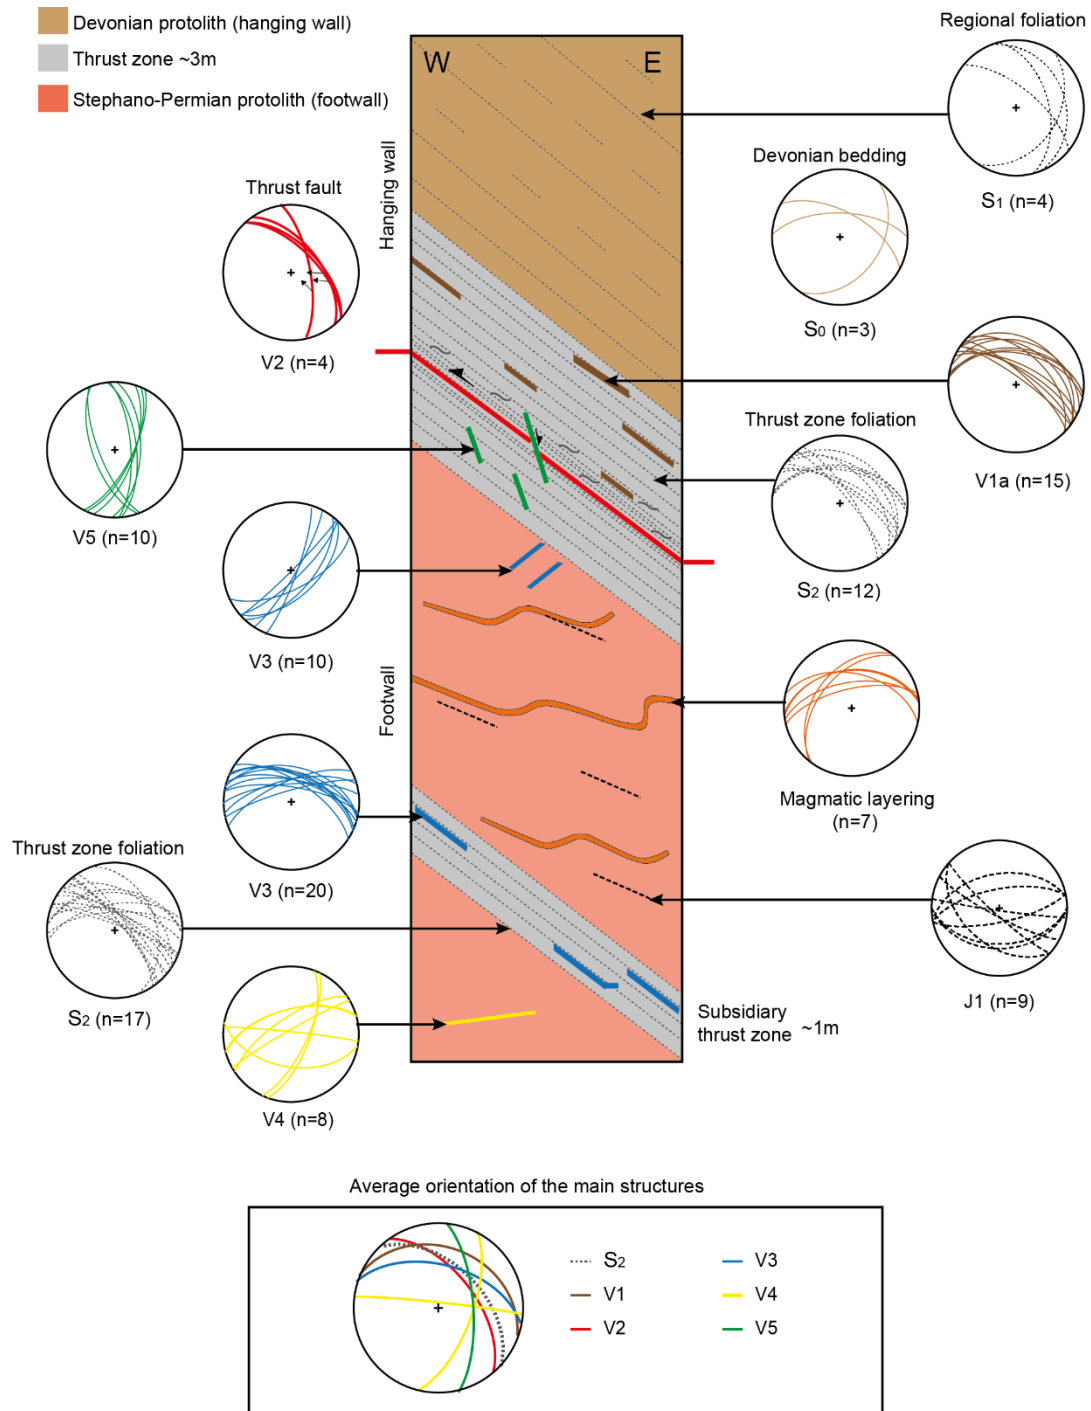 Devonian protolith (hanging wall)
Thrust zone ~3m
Stephano-Permian protolith (footwall)
W
E
Regional foliation
S1 (n=4)
Devonian bedding
S0 (n=3)
Hanging wall
Thrust fault
V2 (n=4)
V1a (n=15)
Thrust zone foliation
S2 (n=12)
V5 (n=10)
V3 (n=10)
Footwall
Magmatic layering
(n=7)
V3 (n=20)
Thrust zone foliation
S2 (n=17)
J1 (n=9)
Subsidiary
thrust zone ~1m
V4 (n=8)
Average orientation of the main structures
S2
V3
V1
V4
V2
V5